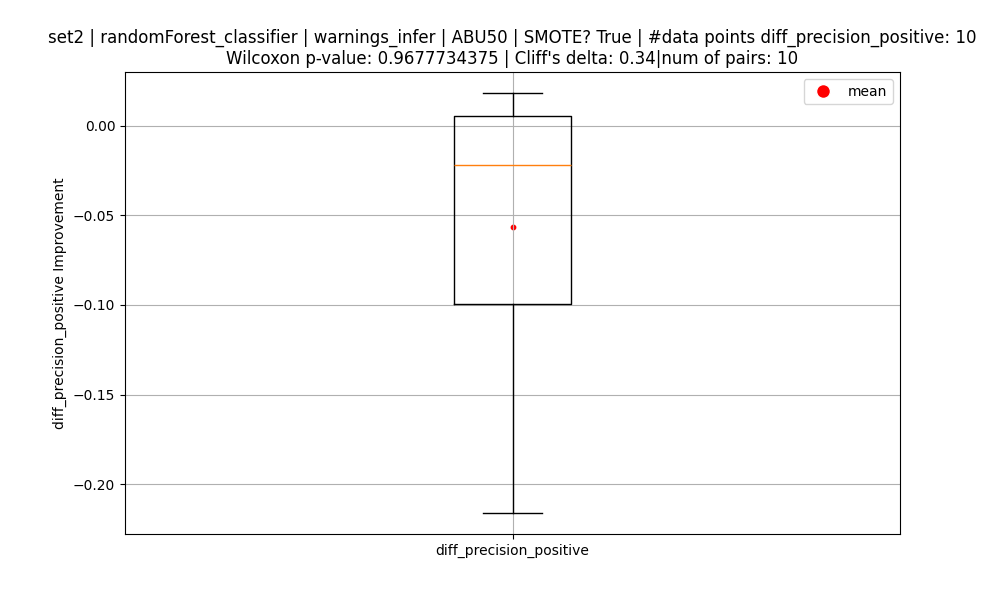 set2 | randomForest_classifier | warnings_infer | ABU50 | SMOTE? True | #data points diff_precision_positive: 10
Wilcoxon p-value: 0.9677734375 | Cliff's delta: 0.34|num of pairs: 10
mean
0.00
−0.05
−0.10
−0.15
−0.20
diff_precision_positive Improvement
diff_precision_positive